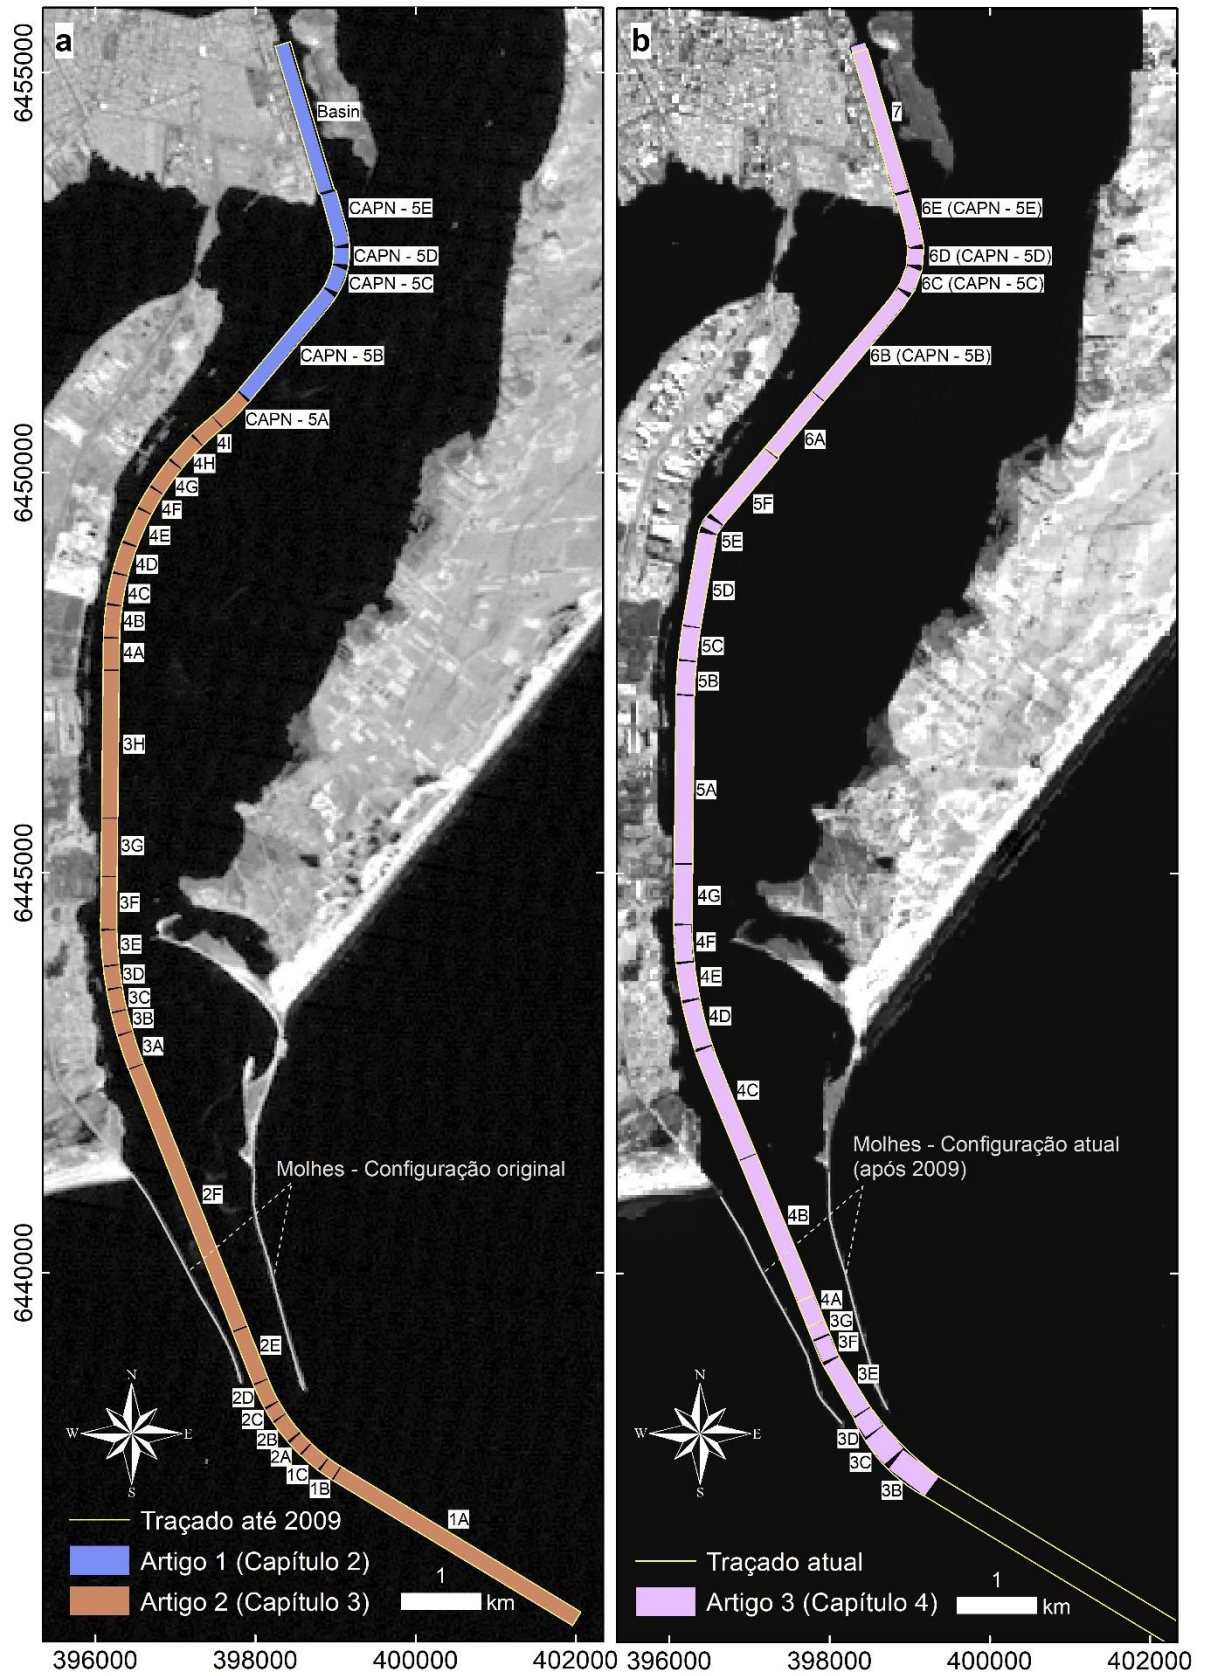 a
6455000
6450000
6445000
6440000
Basin
CAPN - 5E
CAPN - 5D
CAPN - 5C
CAPN - 5B
CAPN - 5A
4I
4H
4G
4F
4E
4D
4C
4B
4A
3H
3G
3F
3E
3D
3C
3B
3A
Molhes - Configuração original
2F
2E
2D
2C
2B
2A
1C
1B
1A
N
W
E
S
Traçado até 2009
Artigo 1 (Capítulo 2)
Artigo 2 (Capítulo 3)
1
km
396000
398000
400000
402000
b
7
6E (CAPN - 5E)
6D (CAPN - 5D)
6C (CAPN - 5C)
6B (CAPN - 5B)
6A
5F
5E
5D
5C
5B
5A
4G
4F
4E
4D
4C
Molhes - Configuração atual
(após 2009)
4B
4A
3G
3F
3E
3D
3C
3B
N
W
E
S
Traçado atual
Artigo 3 (Capítulo 4)
1
km
396000
398000
400000
402000